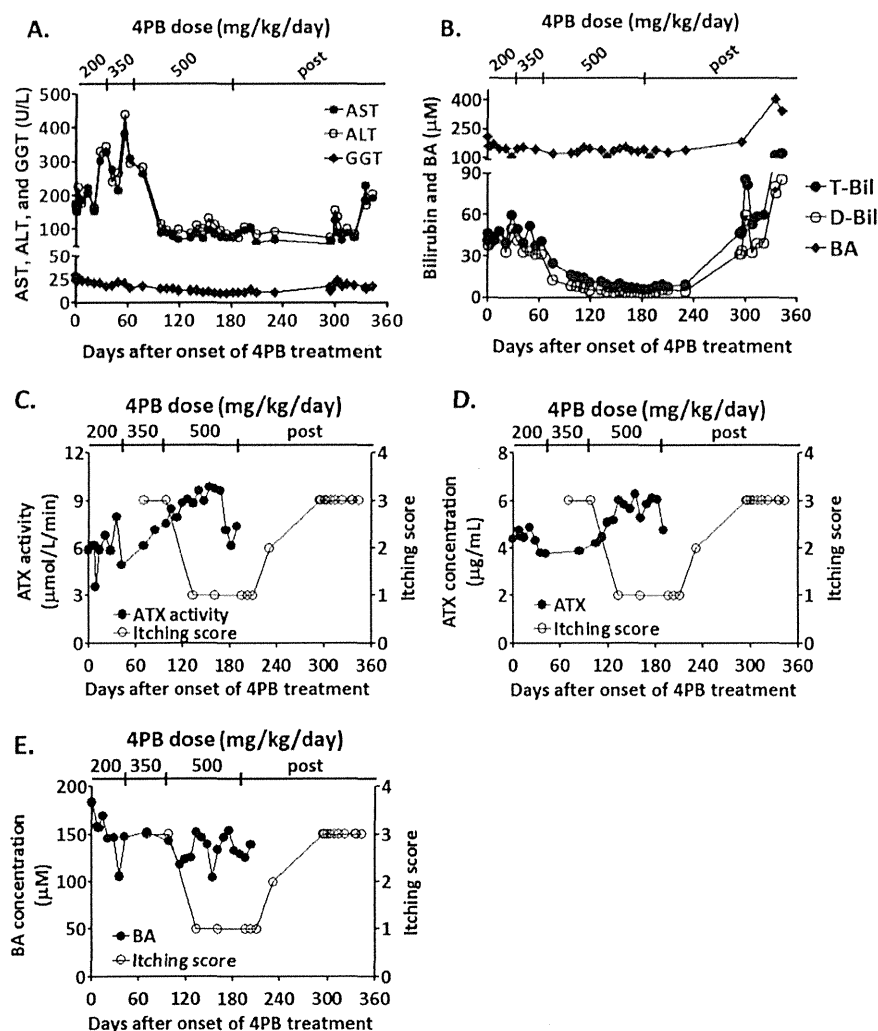 A.
4PB dose (mg/kg/day)
200 350 500 post
AST, ALT, and GGT (U/L)
500
400
300
200
100
50
25
0
AST
ALT
GGT
0 60 120 180 240 300 360
Days after onset of 4PB treatment
B.
4PB dose (mg/kg/day)
200 350 500 post
Bilirubin and BA (μM)
400
250
100
90
60
30
0
T-Bil
D-Bil
BA
0 60 120 180 240 300 360
Days after onset of 4PB treatment
C.
4PB dose (mg/kg/day)
200 350 500 post
ATX activity
(μmol/L/min)
12
9
6
3
0
ATX activity
Itching score
4
3
2
1
0
Itching score
0 60 120 180 240 300 360
Days after onset of 4PB treatment
D.
4PB dose (mg/kg/day)
200 350 500 post
ATX concentration
(μg/mL)
8
6
4
2
0
ATX
Itching score
4
3
2
1
0
Itching score
0 60 120 180 240 300 360
Days after onset of 4PB treatment
E.
4PB dose (mg/kg/day)
200 350 500 post
BA concentration
(μM)
200
150
100
50
0
BA
Itching score
4
3
2
1
0
Itching score
0 60 120 180 240 300 360
Days after onset of 4PB treatment